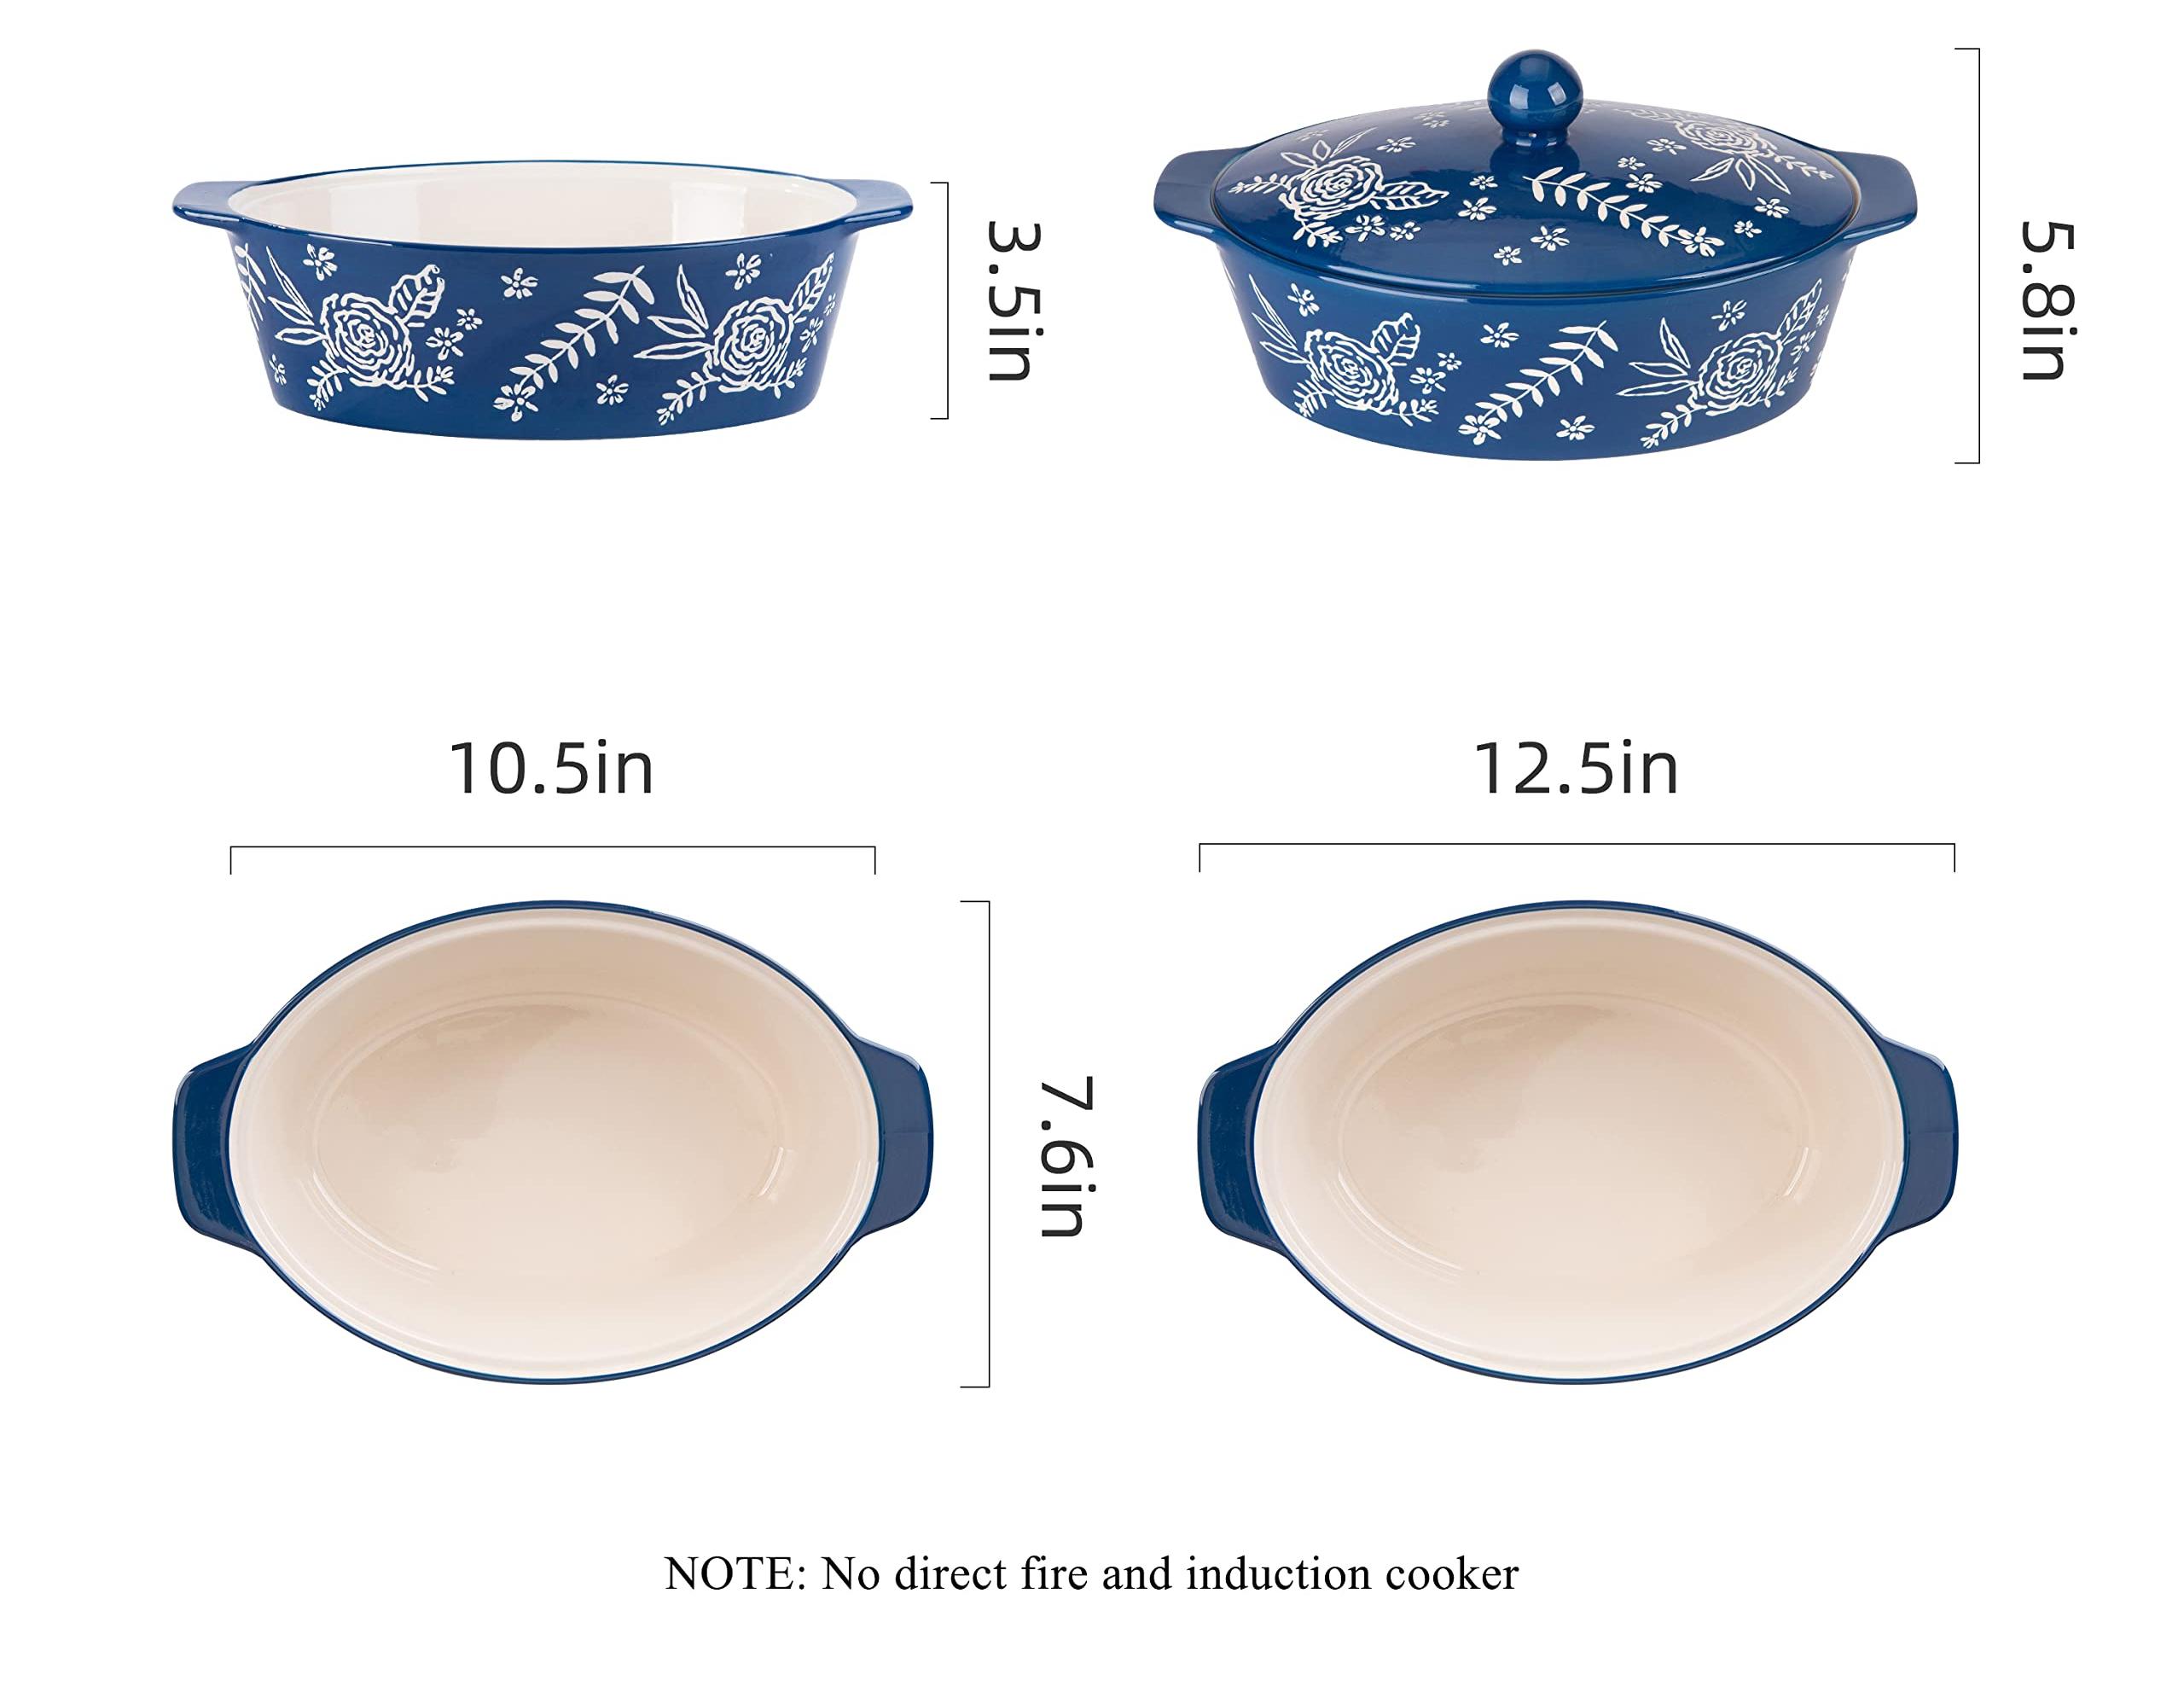 3.5in
5.8in
10.5in
12.5in
7.6in
NOTE: No direct fire and induction cooker